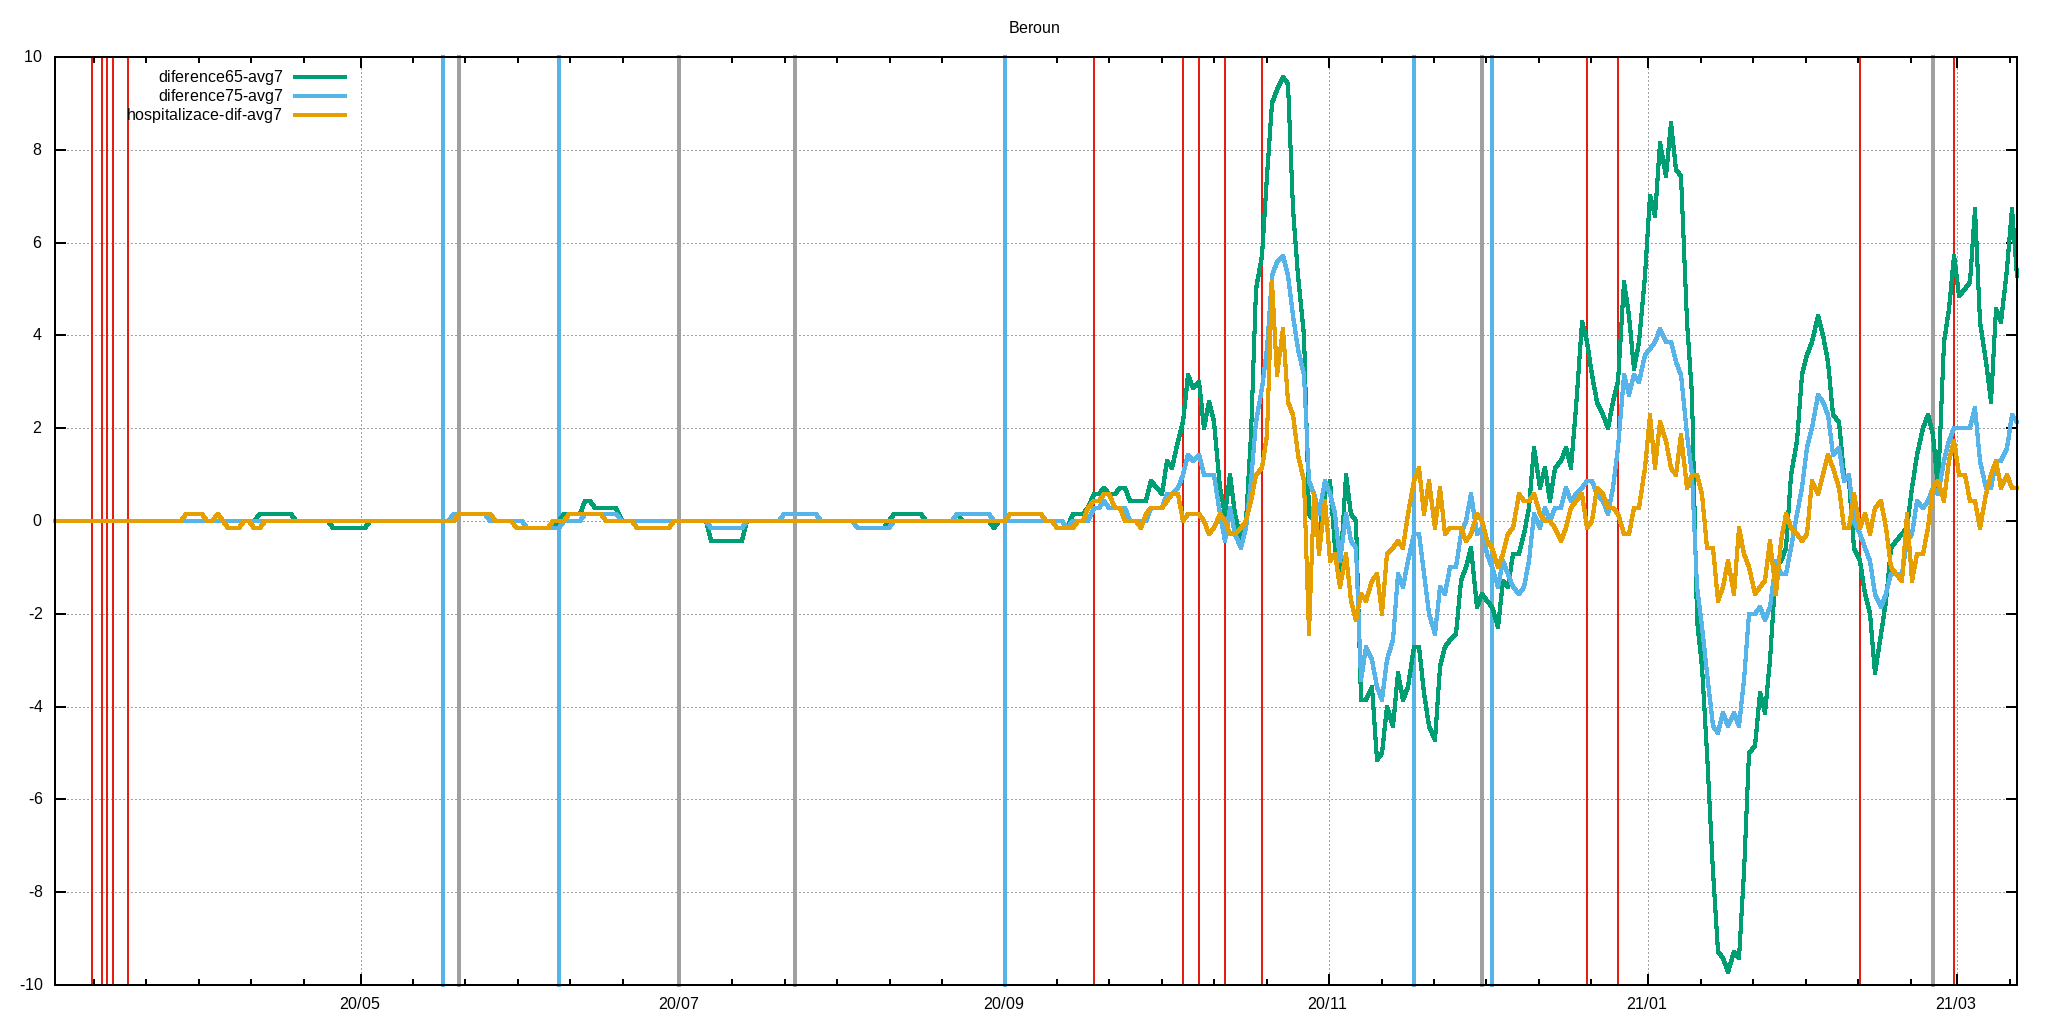 Beroun
diference65-avg7
diference75-avg7
hospitalizace-dif-avg7
10
8
6
4
2
0
-2
-4
-6
-8
-10
20/05 20/07 20/09 20/11 21/01 21/03